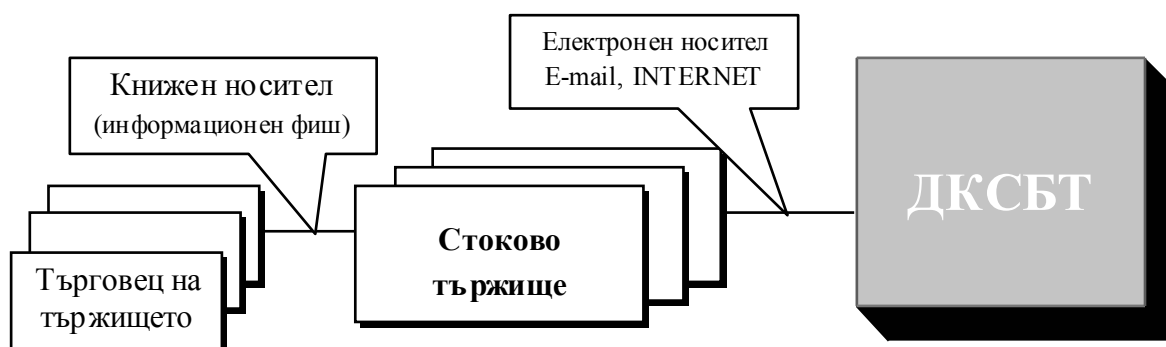 Книжен носител
(информационен фиш)
Електронен носител
E-mail, INTERNET
ДКСБТ
Стоково
тържище
Търговец на
тържището